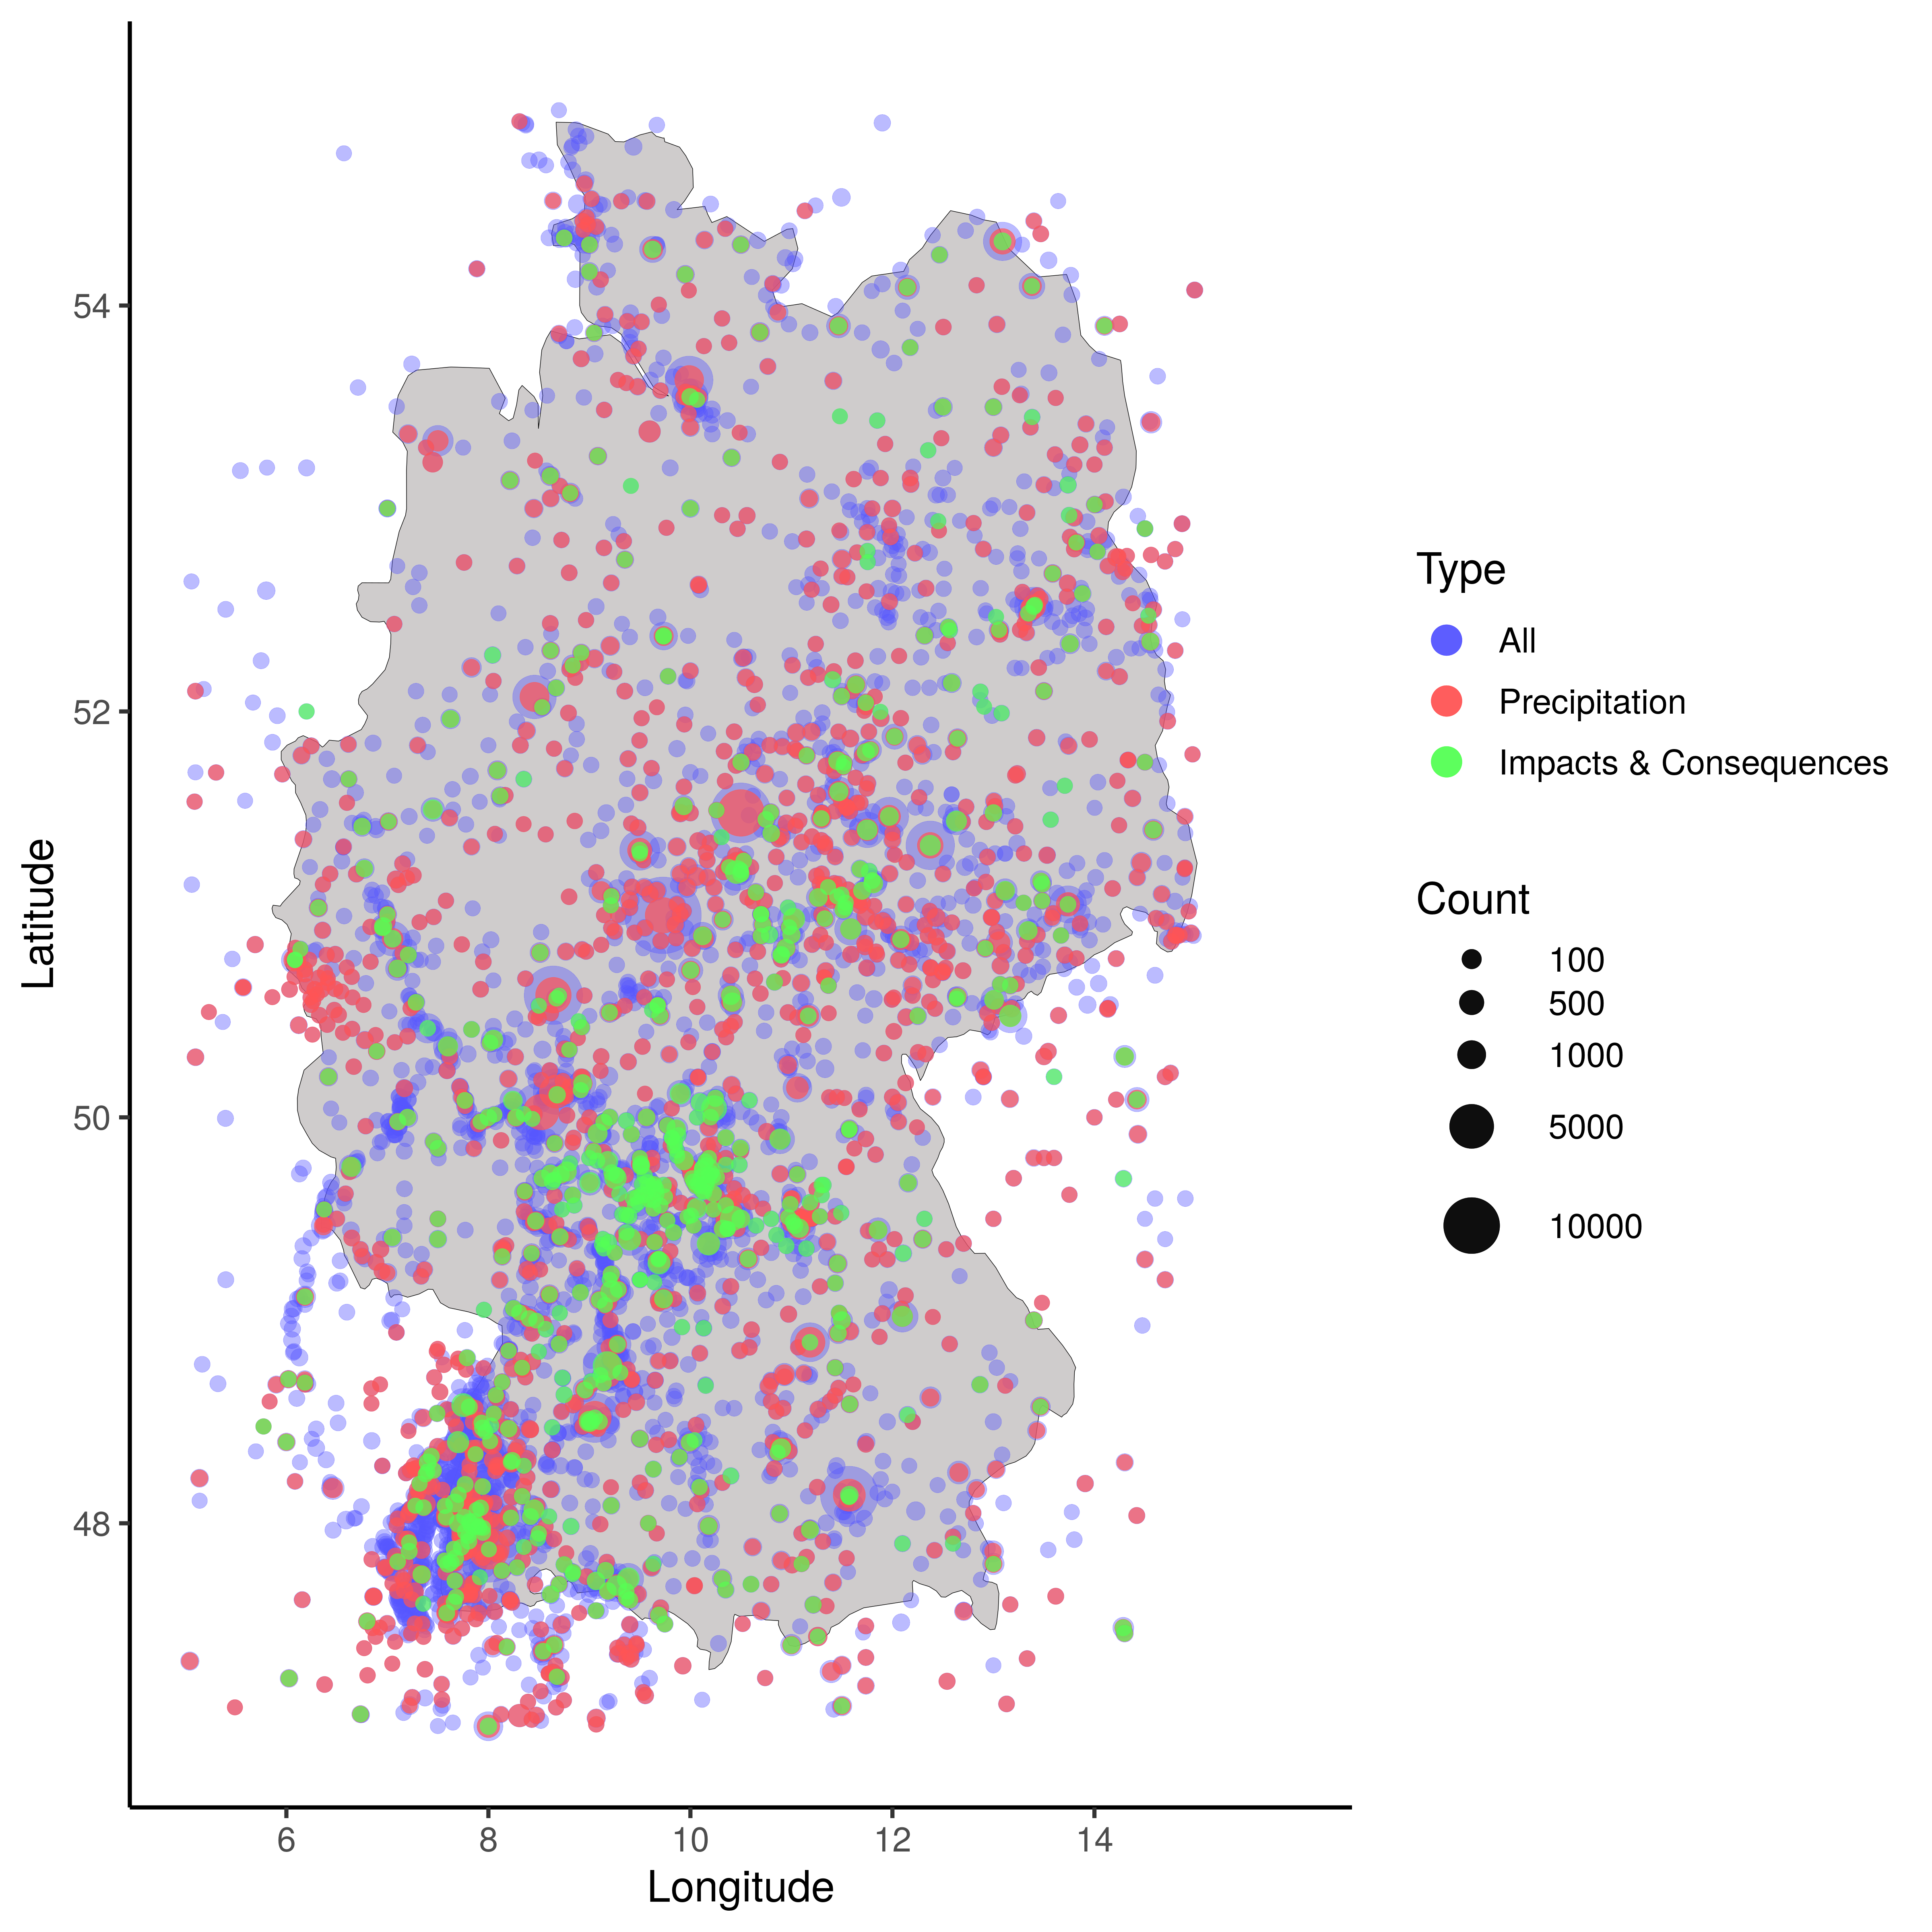 54
52
50
48
6
8
10
12
14
Longitude
Latitude
Type
All
Precipitation
Impacts & Consequences
Count
100
500
1000
5000
10000